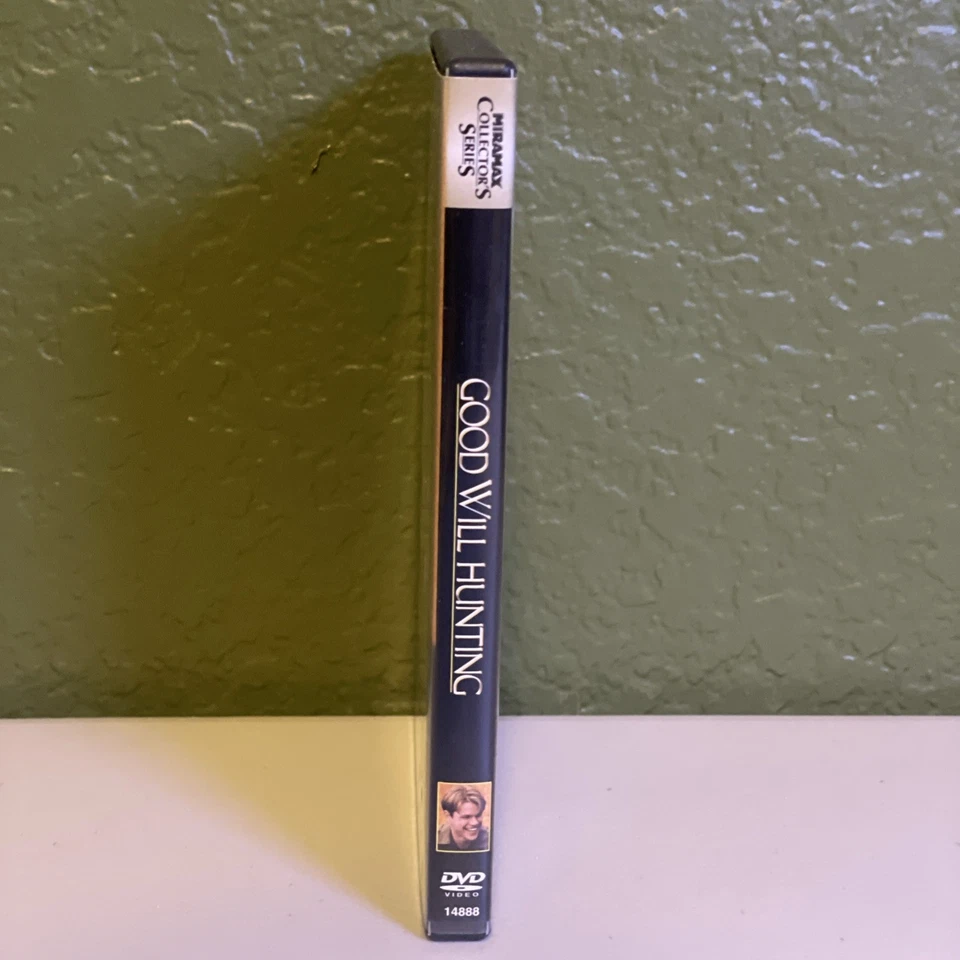 MIRAMAX
COLLECTOR'S
SERIES
GOOD WILL HUNTING
DVD
VIDEO
14888